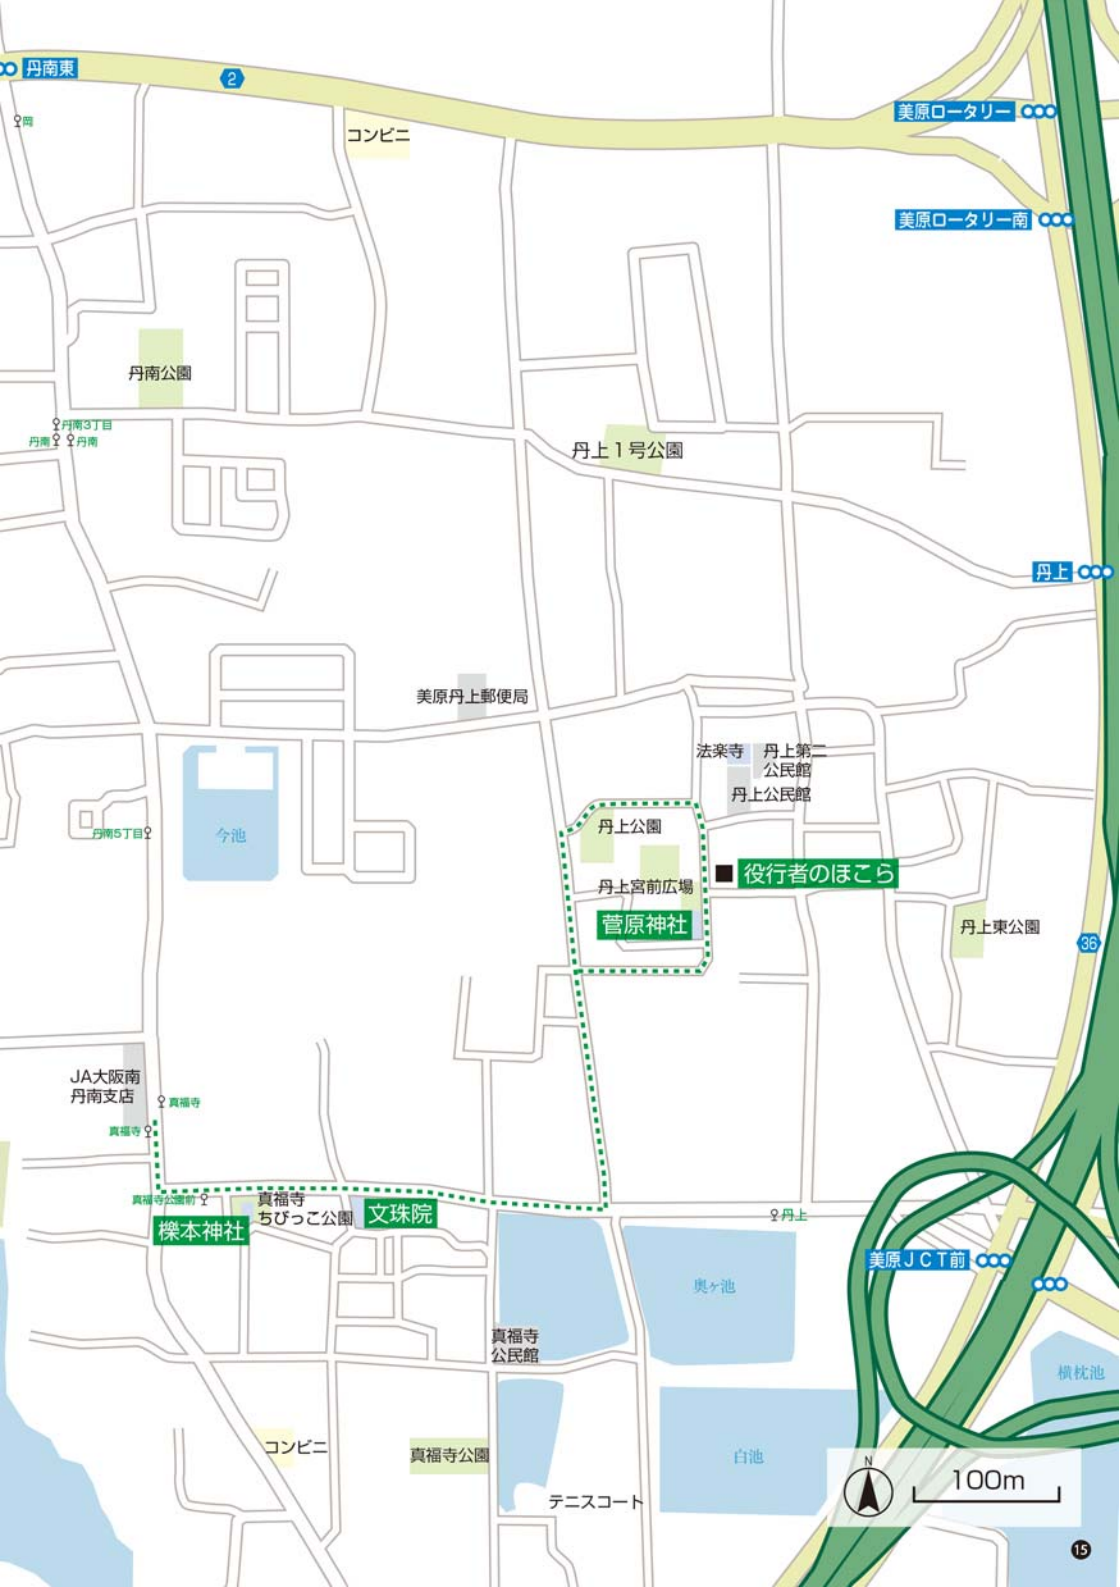 丹南東
2
岡
コンビニ
美原ロータリー
美原ロータリー南
丹南公園
丹南3丁目
丹南
丹南
丹上1号公園
丹上
美原丹上郵便局
法楽寺
丹上第二
公民館
丹上公民館
今池
丹南5丁目
丹上公園
役行者のほこら
丹上宮前広場
菅原神社
丹上東公園
36
JA大阪南
丹南支店
真福寺
真福寺
真福寺公園前
真福寺
ちびっこ公園
文珠院
櫟本神社
丹上
美原JCT前
奥ヶ池
真福寺
公民館
横枕池
コンビニ
真福寺公園
白池
テニスコート
N
100m
15